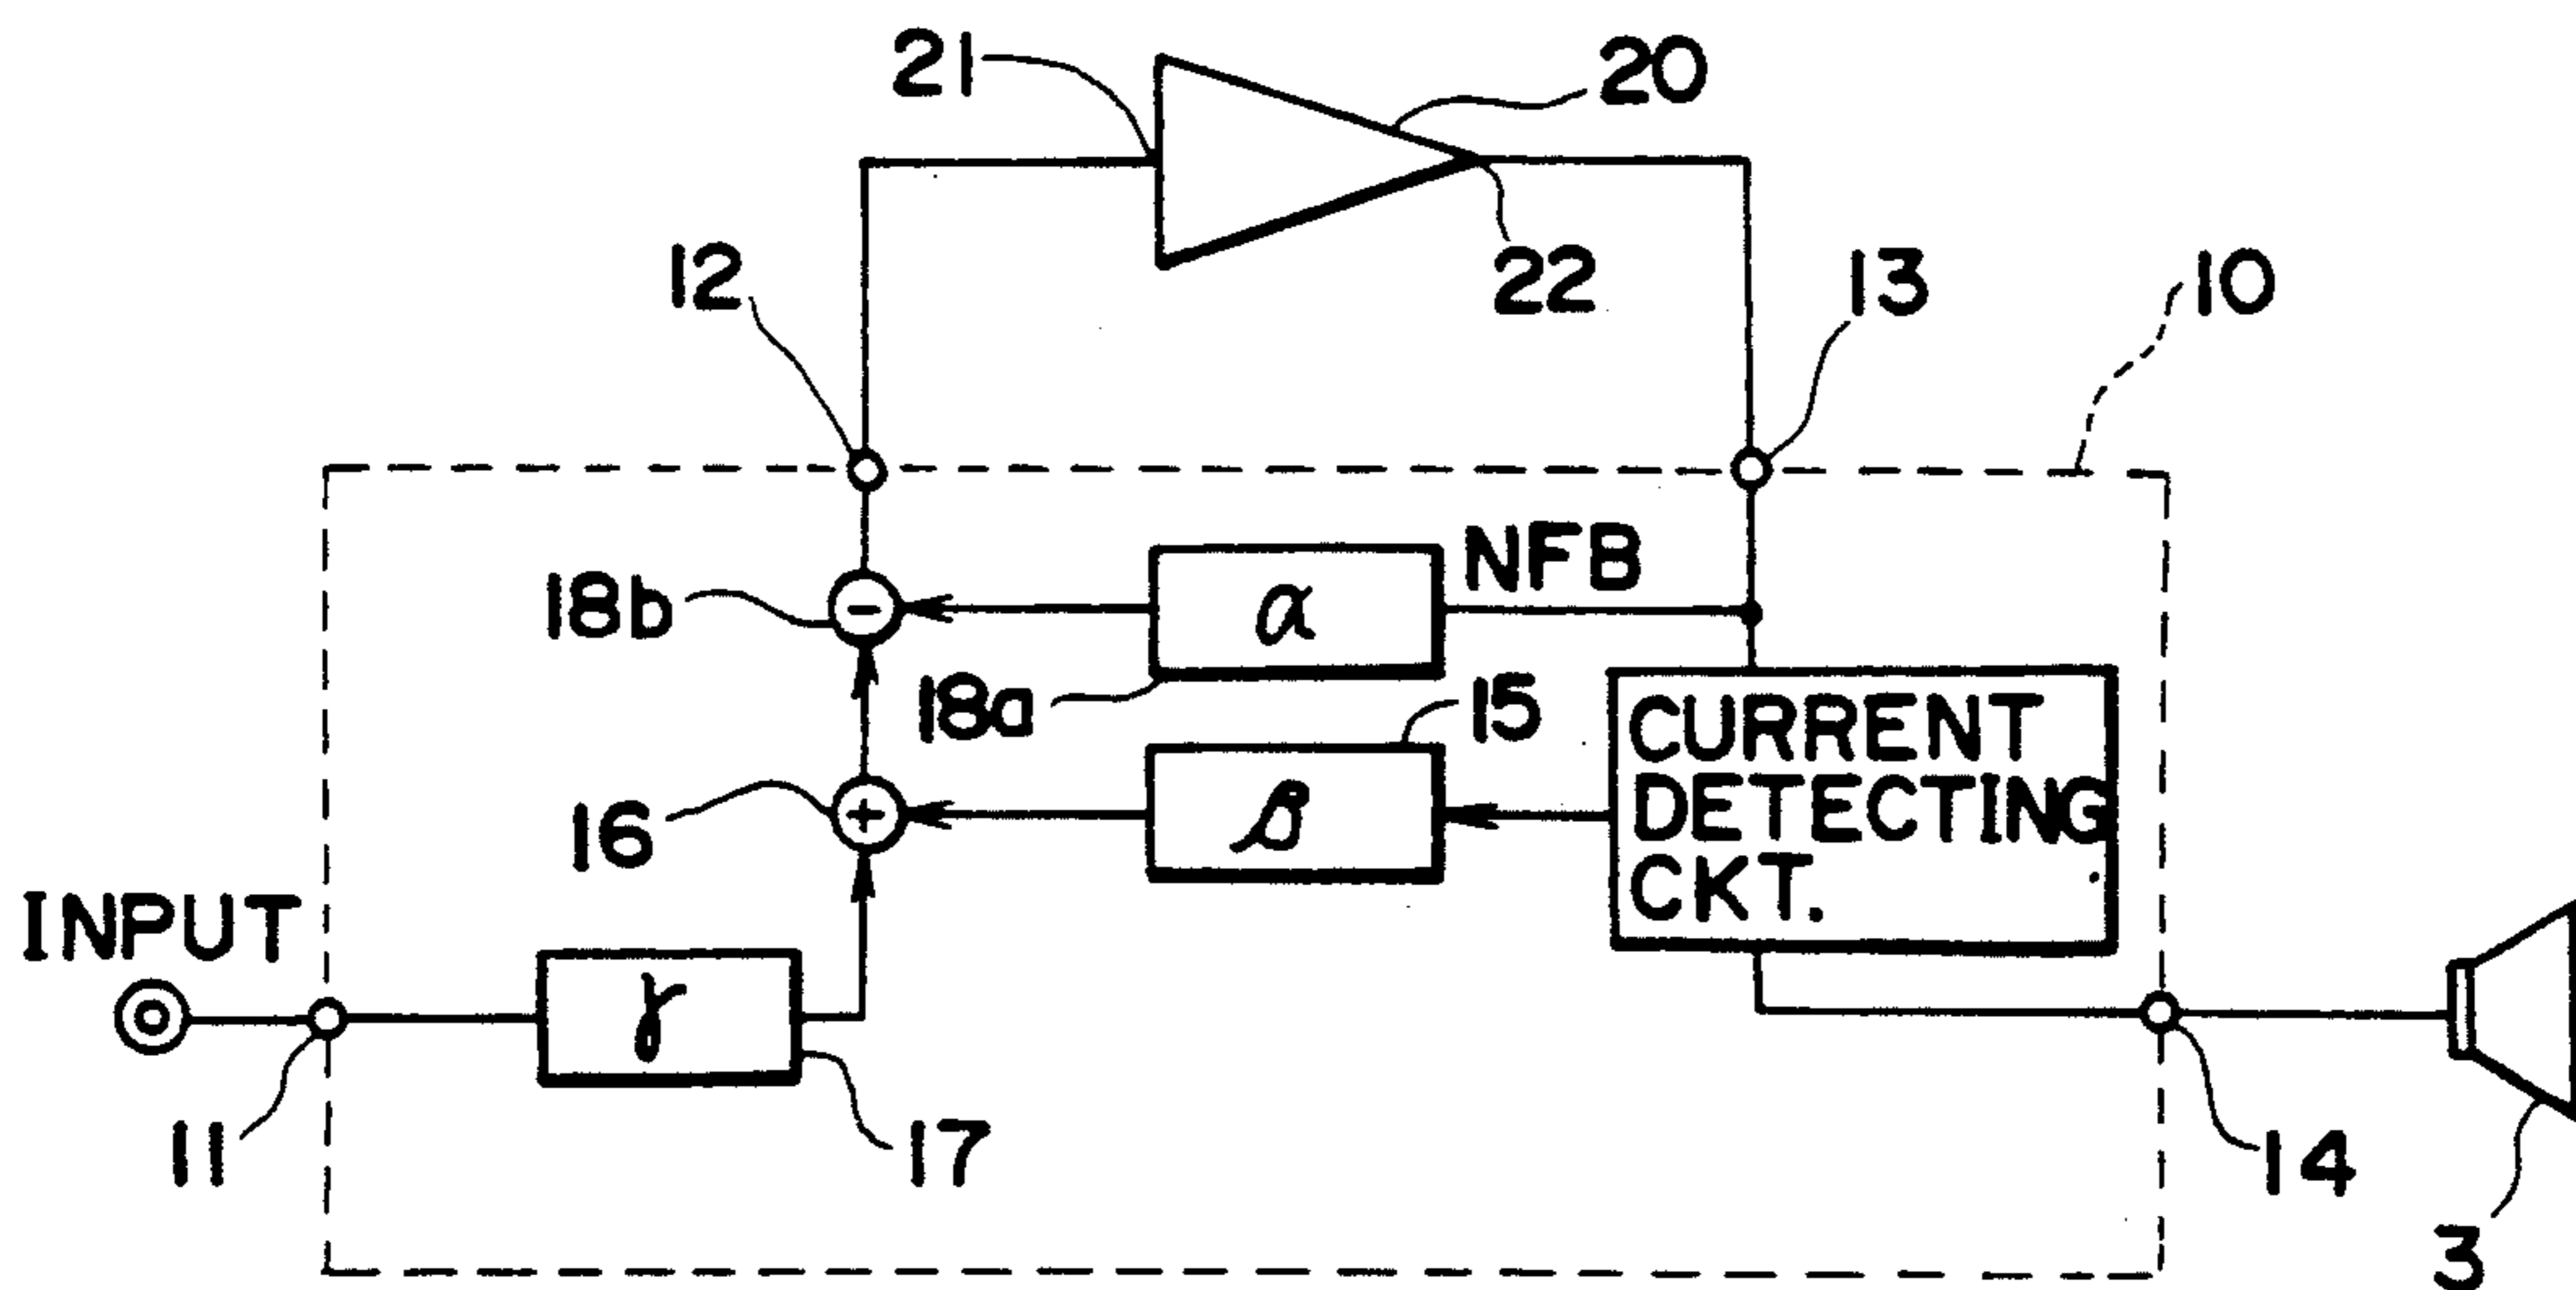 21
20
22
12
13
10
NFB
18b
α
18a
15
CURRENT
DETECTING
CKT.
−
+
16
β
INPUT
γ
11
17
14
3